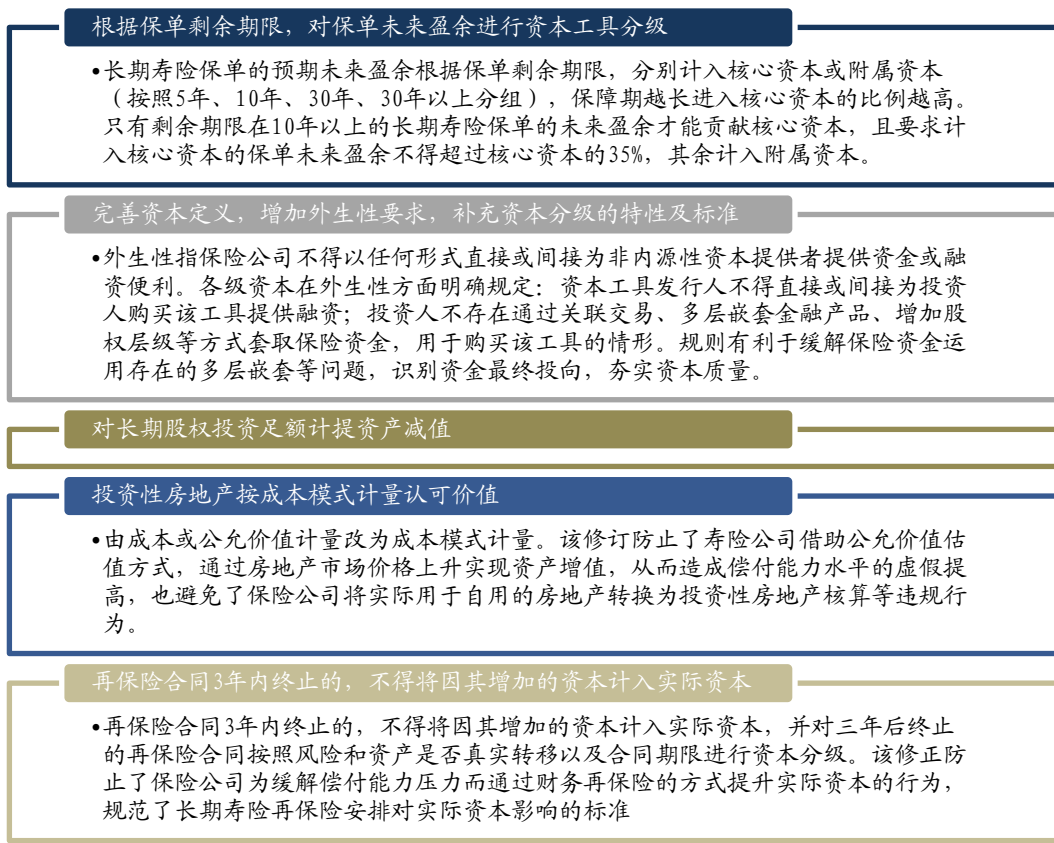 根据保单剩余期限，对保单未来盈余进行资本工具分级
•长期寿险保单的预期未来盈余根据保单剩余期限，分别计入核心资本或附属资本
（按照5年、10年、30年、30年以上分组），保障期越长进入核心资本的比例越高。
只有剩余期限在10年以上的长期寿险保单的未来盈余才能贡献核心资本，且要求计
入核心资本的保单未来盈余不得超过核心资本的35%，其余计入附属资本。
完善资本定义，增加外生性要求，补充资本分级的特性及标准
•外生性指保险公司不得以任何形式直接或间接为非内源性资本提供者提供资金或融
资便利。各级资本在外生性方面明确规定：资本工具发行人不得直接或间接为投资
人购买该工具提供融资；投资人不存在通过关联交易、多层嵌套金融产品、增加股
权层级等方式套取保险资金，用于购买该工具的情形。规则有利于缓解保险资金运
用存在的多层嵌套等问题，识别资金最终投向，夯实资本质量。
对长期股权投资足额计提资产减值
投资性房地产按成本模式计量认可价值
•由成本或公允价值计量改为成本模式计量。该修订防止了寿险公司借助公允价值估
值方式，通过房地产市场价格上升实现资产增值，从而造成偿付能力水平的虚假提
高，也避免了保险公司将实际用于自用的房地产转换为投资性房地产核算等违规行
为。
再保险合同3年内终止的，不得将因其增加的资本计入实际资本
•再保险合同3年内终止的，不得将因其增加的资本计入实际资本，并对三年后终止
的再保险合同按照风险和资产是否真实转移以及合同期限进行资本分级。该修正防
止了保险公司为缓解偿付能力压力而通过财务再保险的方式提升实际资本的行为，
规范了长期寿险再保险安排对实际资本影响的标准